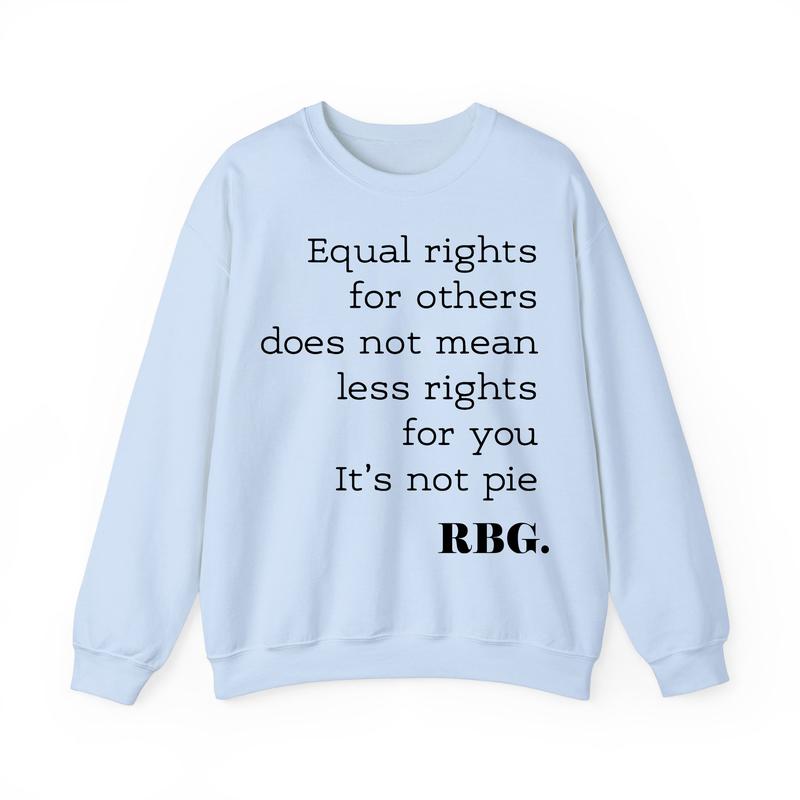 Equal rights
for others
does not mean
less rights
for you
It's not pie
RBG.